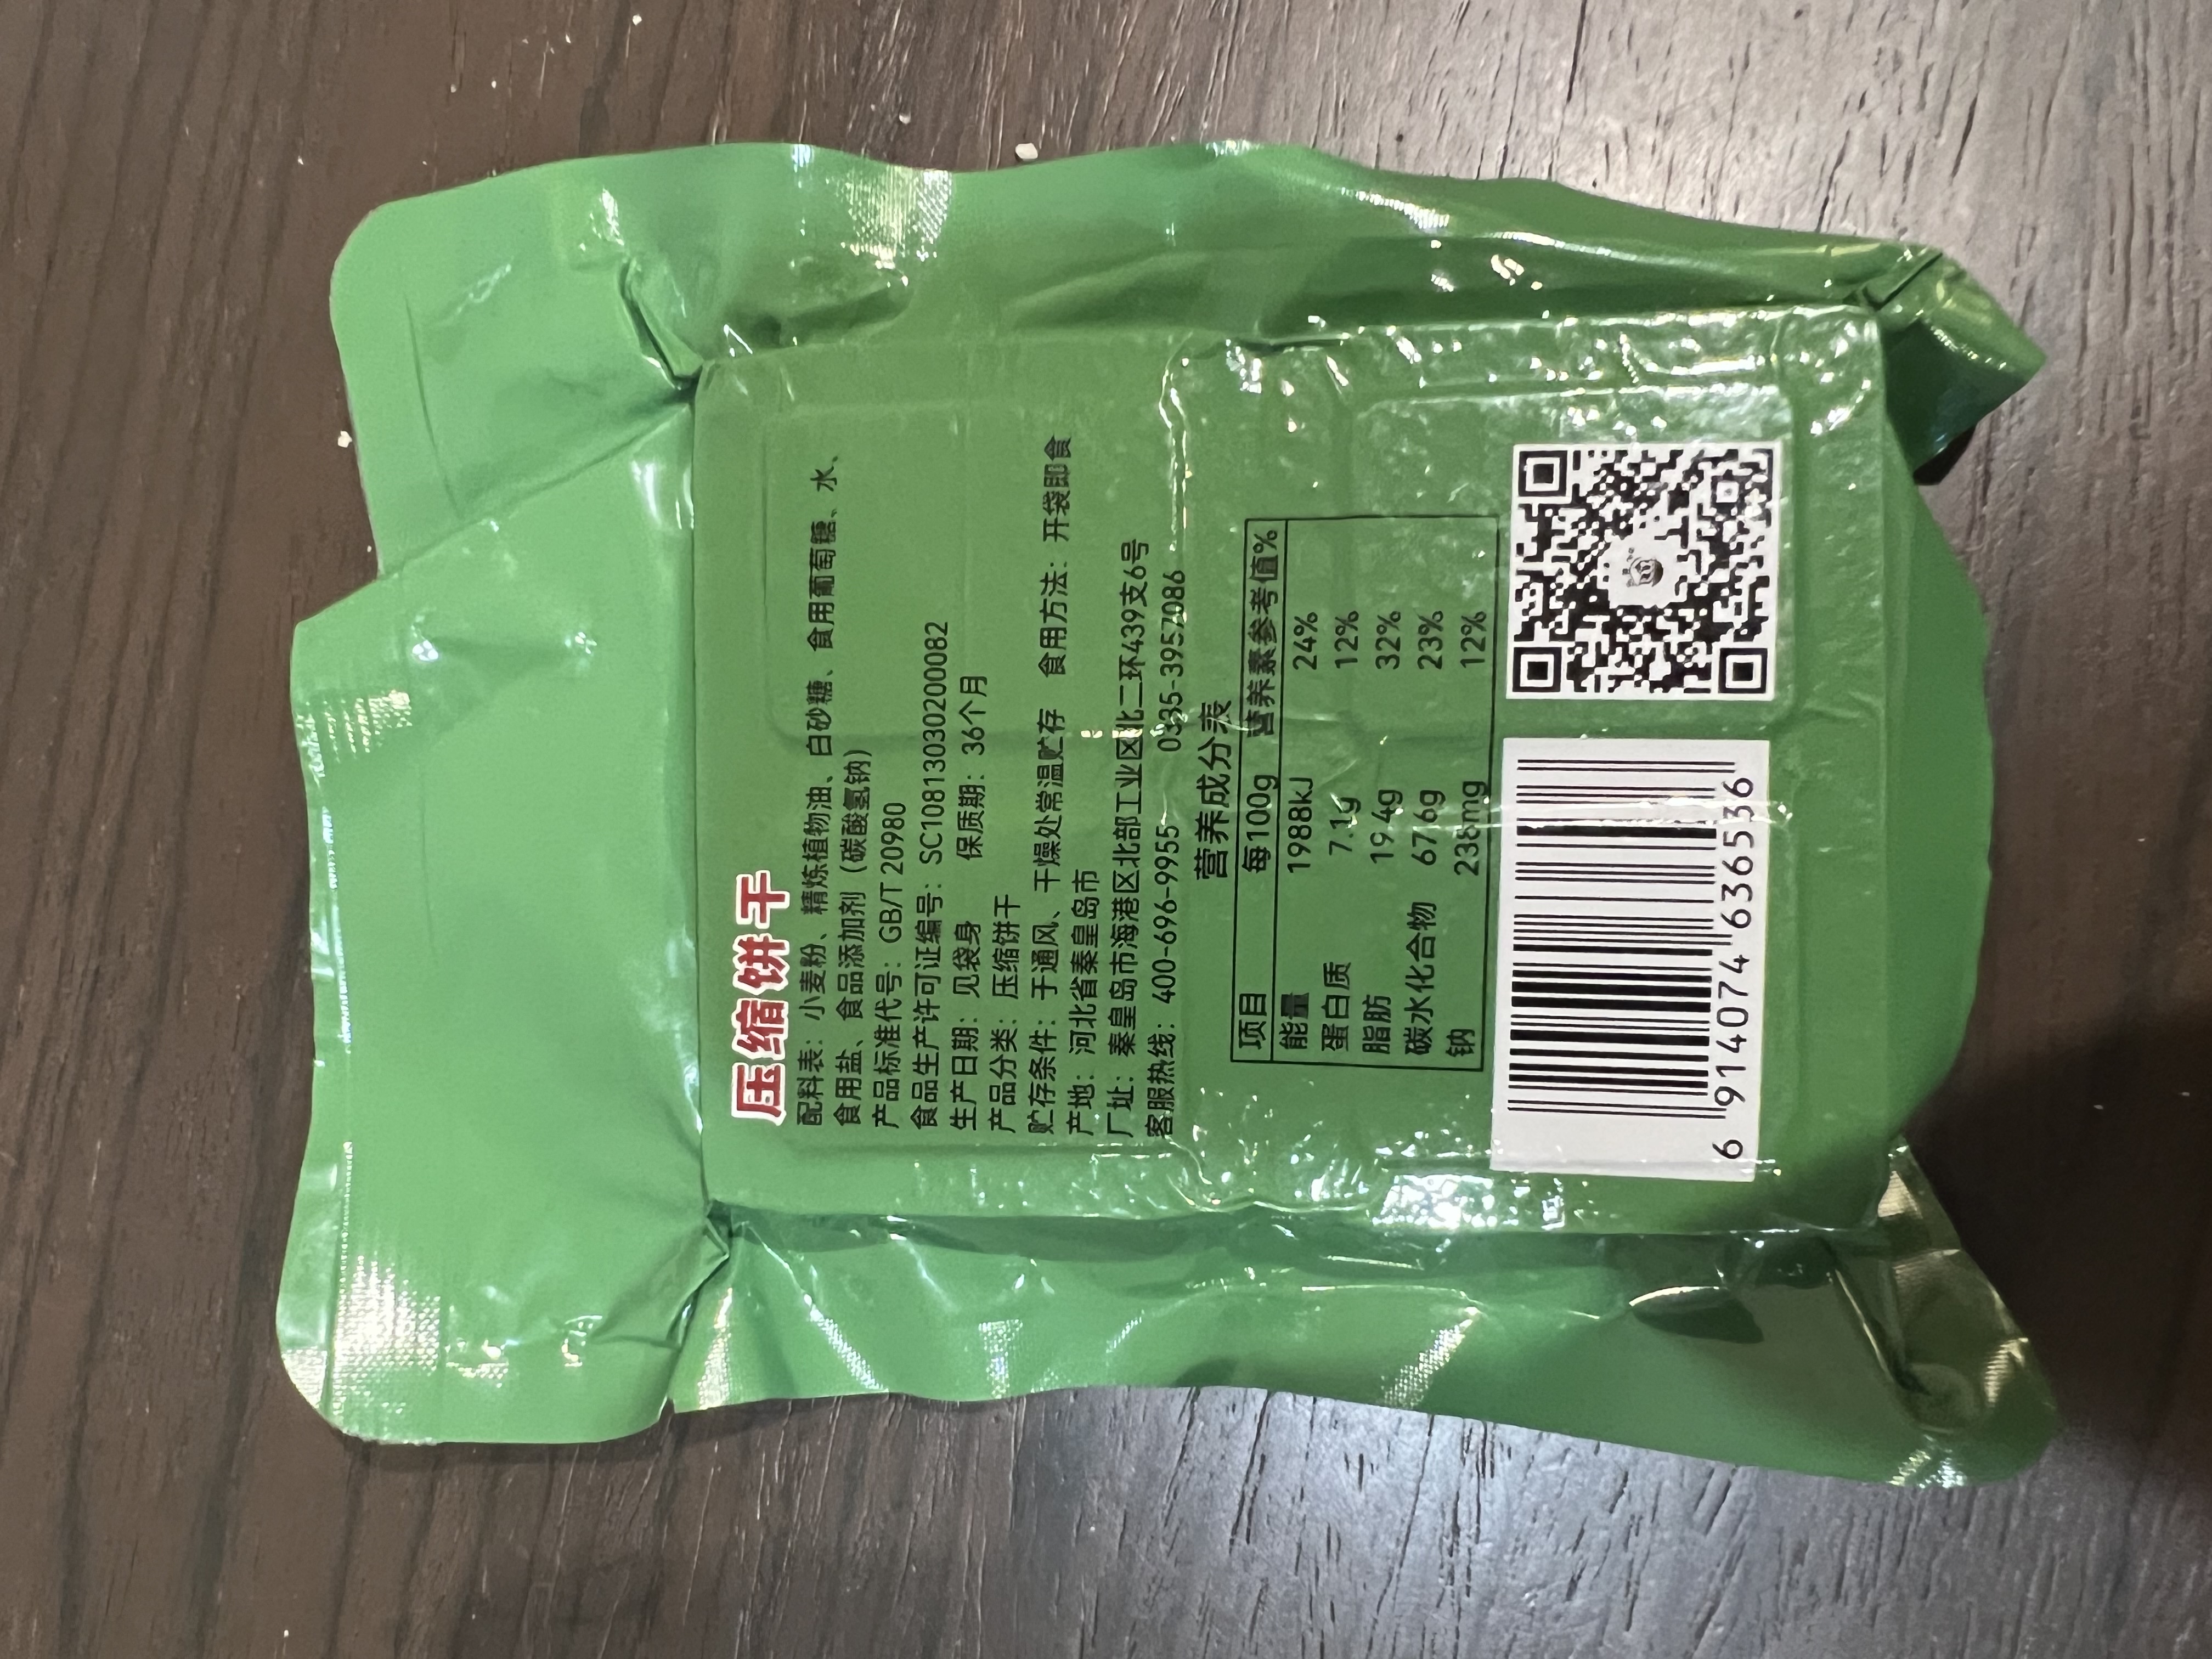 压缩饼干
配料表：小麦粉、精炼植物油、白砂糖、食用葡萄糖、水、
食用盐、食品添加剂（碳酸氢钠）
产品标准代号：GB/T 20980
食品生产许可证编号：SC10813030200082
生产日期：见袋身 保质期：36个月
产品分类：压缩饼干
贮存条件：于通风、干燥处常温贮存 食用方法：开袋即食
产地：河北省秦皇岛市
厂址：秦皇岛市海港区北部工业区北二环439支6号
客服热线：400-696-9955 0335-3957086
营养成分表
项目 每100g 营养素参考值%
能量 1988kJ 24%
蛋白质 7.1g 12%
脂肪 19.4g 32%
碳水化合物 67.6g 23%
钠 238mg 12%
6 914074 636536